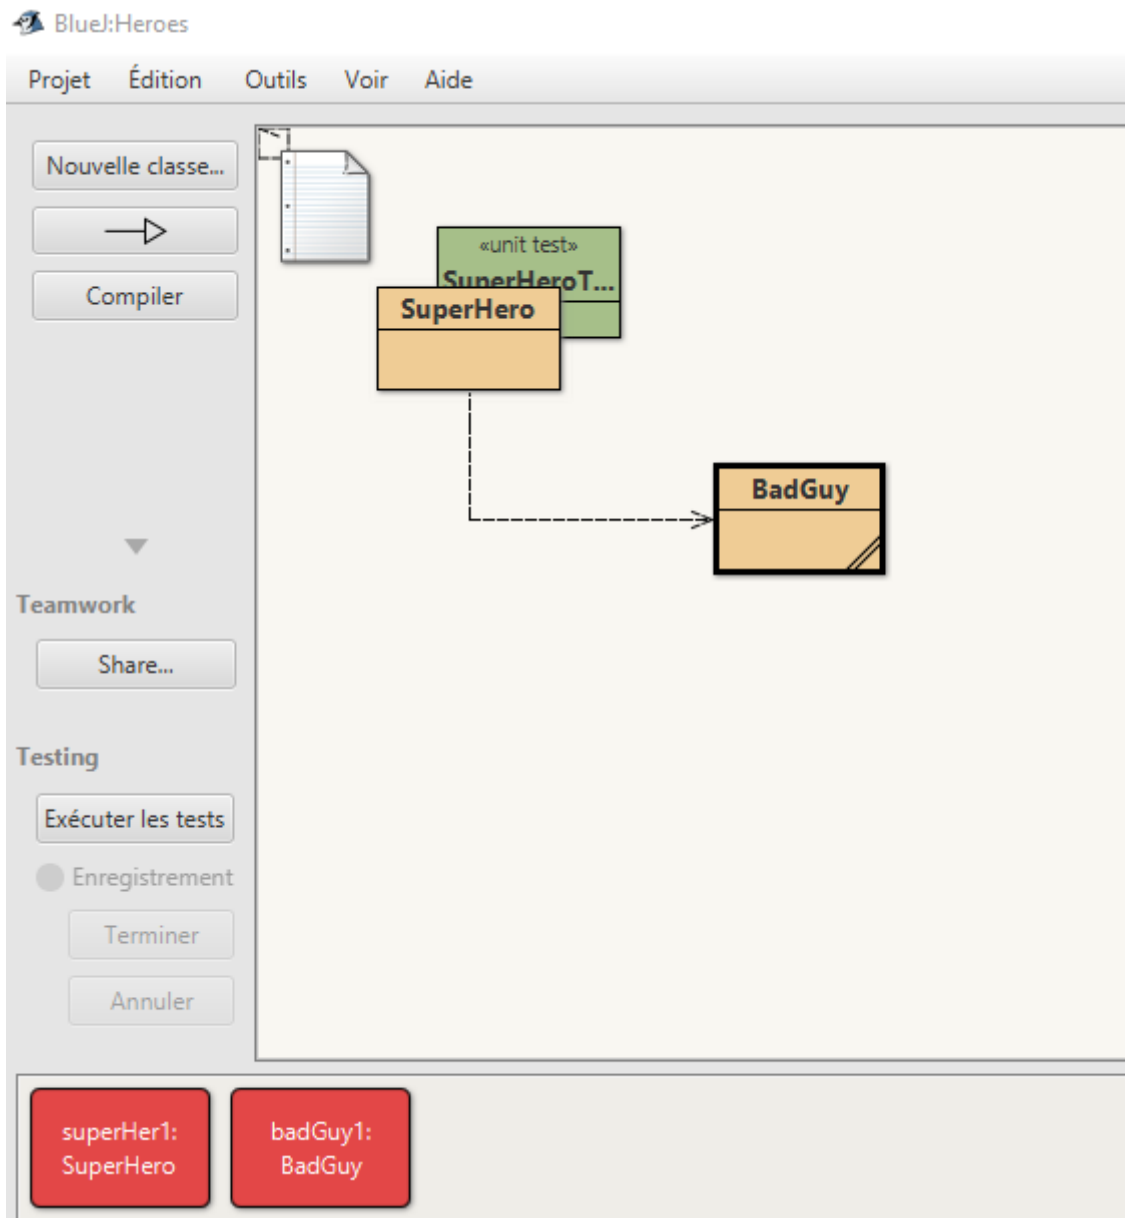 BlueJ:Heroes
Projet Édition Outils Voir Aide
Nouvelle classe...
Compiler
«unit test»
SuperHeroT...
SuperHero
BadGuy
Teamwork
Share...
Testing
Exécuter les tests
Enregistrement
Terminer
Annuler
superHer1:
SuperHero
badGuy1:
BadGuy